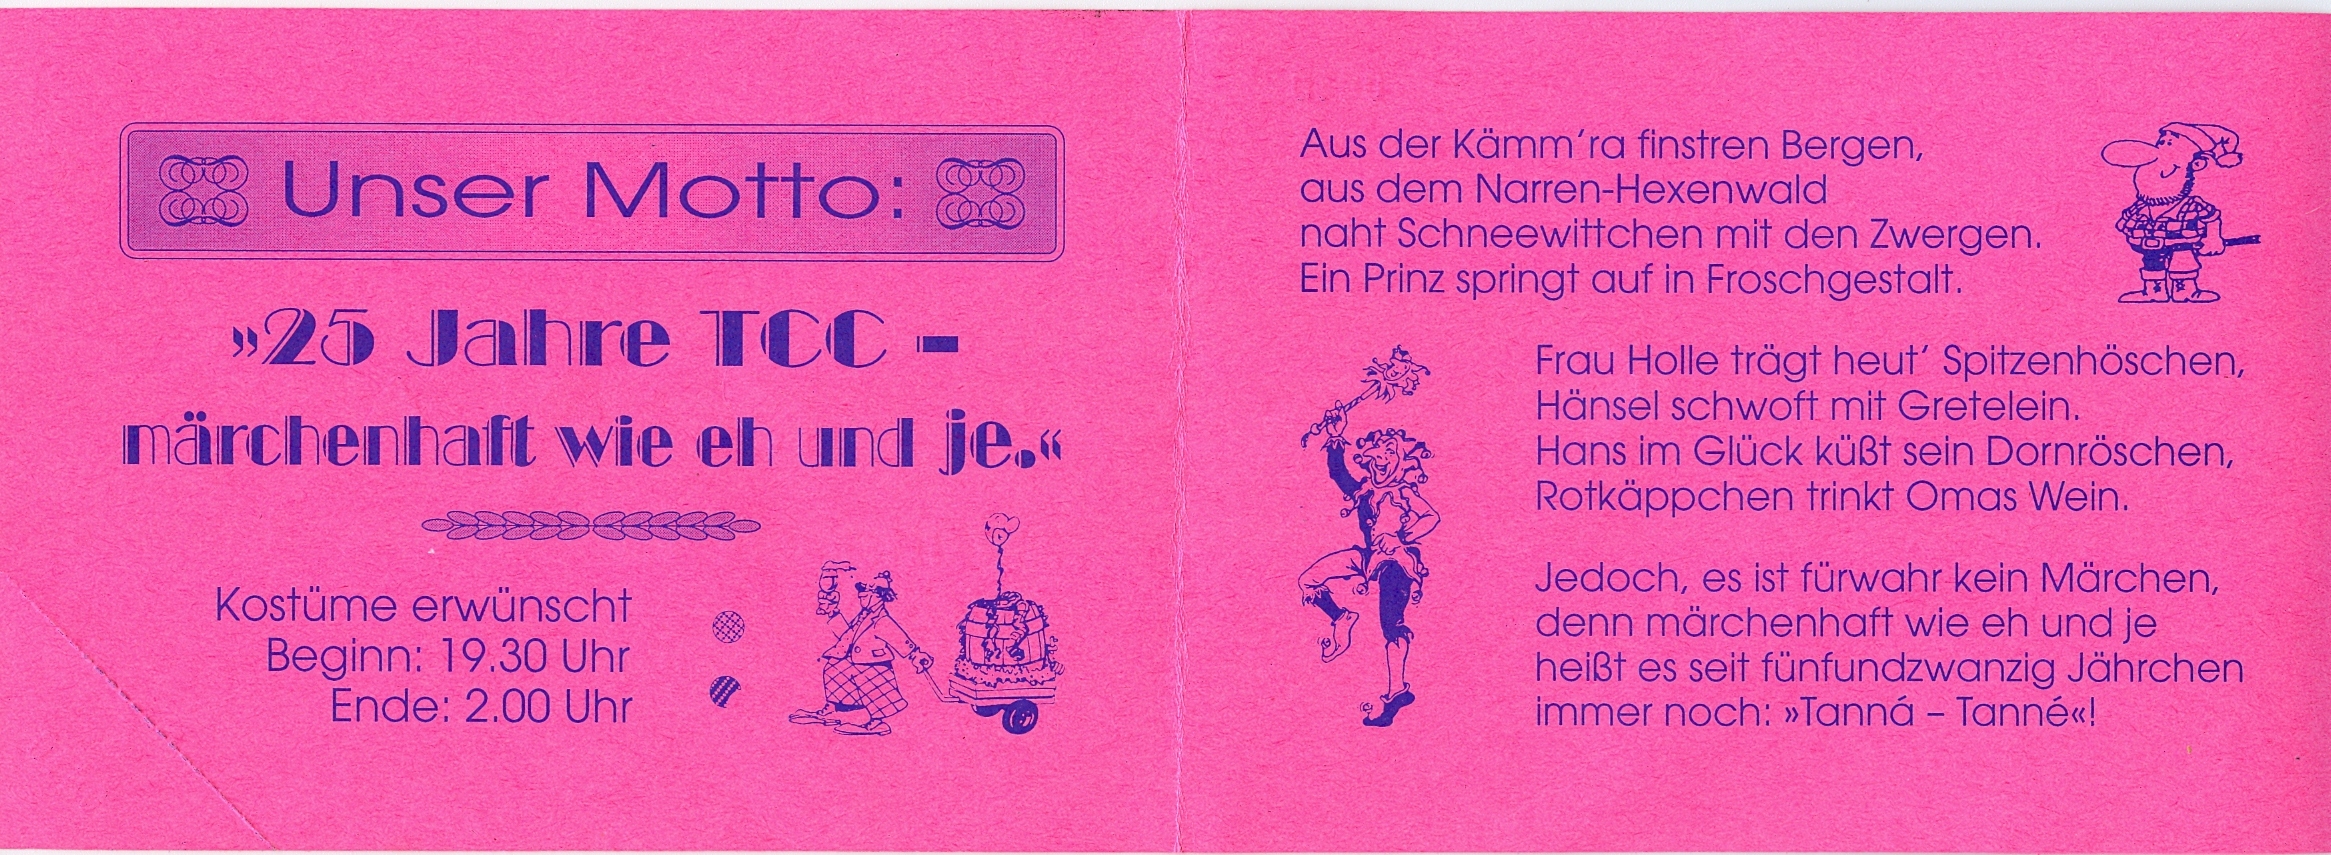 Unser Motto:
»25 Jahre TCC –
märchenhaft wie eh und je.«
Kostüme erwünscht
Beginn: 19.30 Uhr
Ende: 2.00 Uhr
Aus der Kämm’ra finstren Bergen,
aus dem Narren-Hexenwald
naht Schneewittchen mit den Zwergen.
Ein Prinz springt auf in Froschgestalt.
Frau Holle trägt heut’ Spitzenhöschen,
Hänsel schwoft mit Gretelein.
Hans im Glück küßt sein Dornröschen,
Rotkäppchen trinkt Omas Wein.
Jedoch, es ist fürwahr kein Märchen,
denn märchenhaft wie eh und je
heißt es seit fünfundzwanzig Jährchen
immer noch: »Tanná – Tanné«!